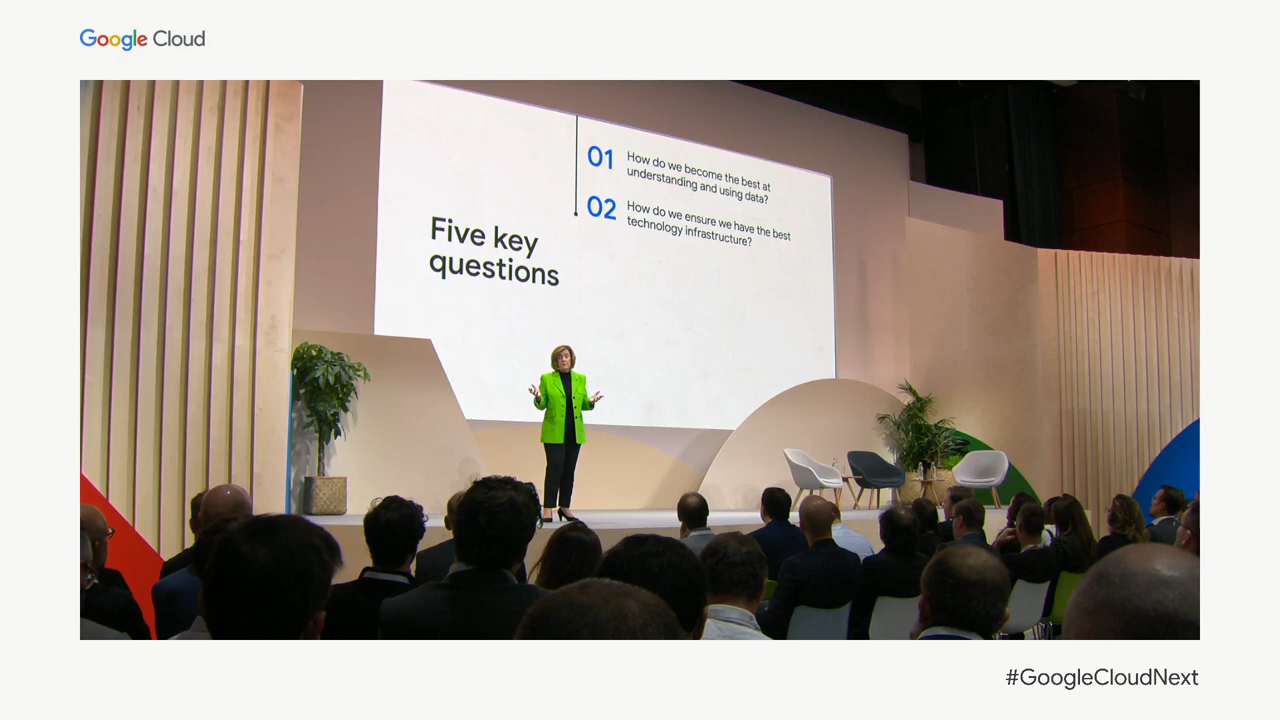 Google Cloud
Five key
questions
01
How do we become the best at
understanding and using data?
02
How do we ensure we have the best
technology infrastructure?
#GoogleCloudNext